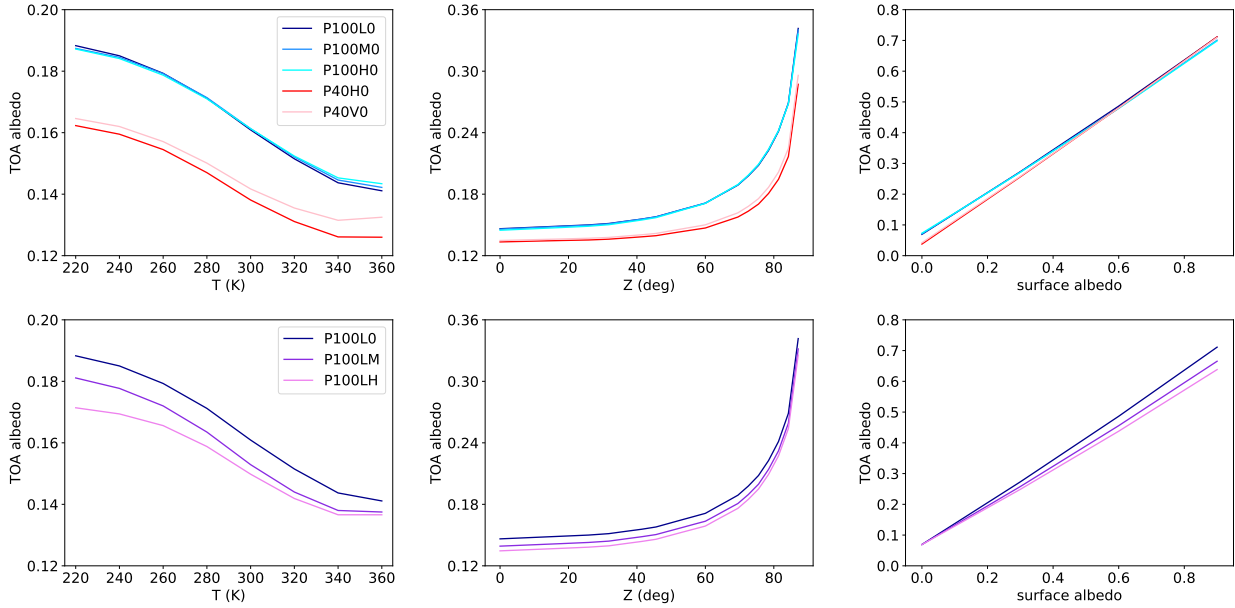 0.20
0.18
0.16
0.14
0.12
TOA albedo
220 240 260 280 300 320 340 360
T (K)
P100L0
P100M0
P100H0
P40H0
P40V0
0.36
0.30
0.24
0.18
0.12
TOA albedo
0 20 40 60 80
Z (deg)
0.8
0.7
0.6
0.5
0.4
0.3
0.2
0.1
0.0
TOA albedo
0.0 0.2 0.4 0.6 0.8
surface albedo
0.20
0.18
0.16
0.14
0.12
TOA albedo
220 240 260 280 300 320 340 360
T (K)
P100L0
P100LM
P100LH
0.36
0.30
0.24
0.18
0.12
TOA albedo
0 20 40 60 80
Z (deg)
0.8
0.7
0.6
0.5
0.4
0.3
0.2
0.1
0.0
TOA albedo
0.0 0.2 0.4 0.6 0.8
surface albedo